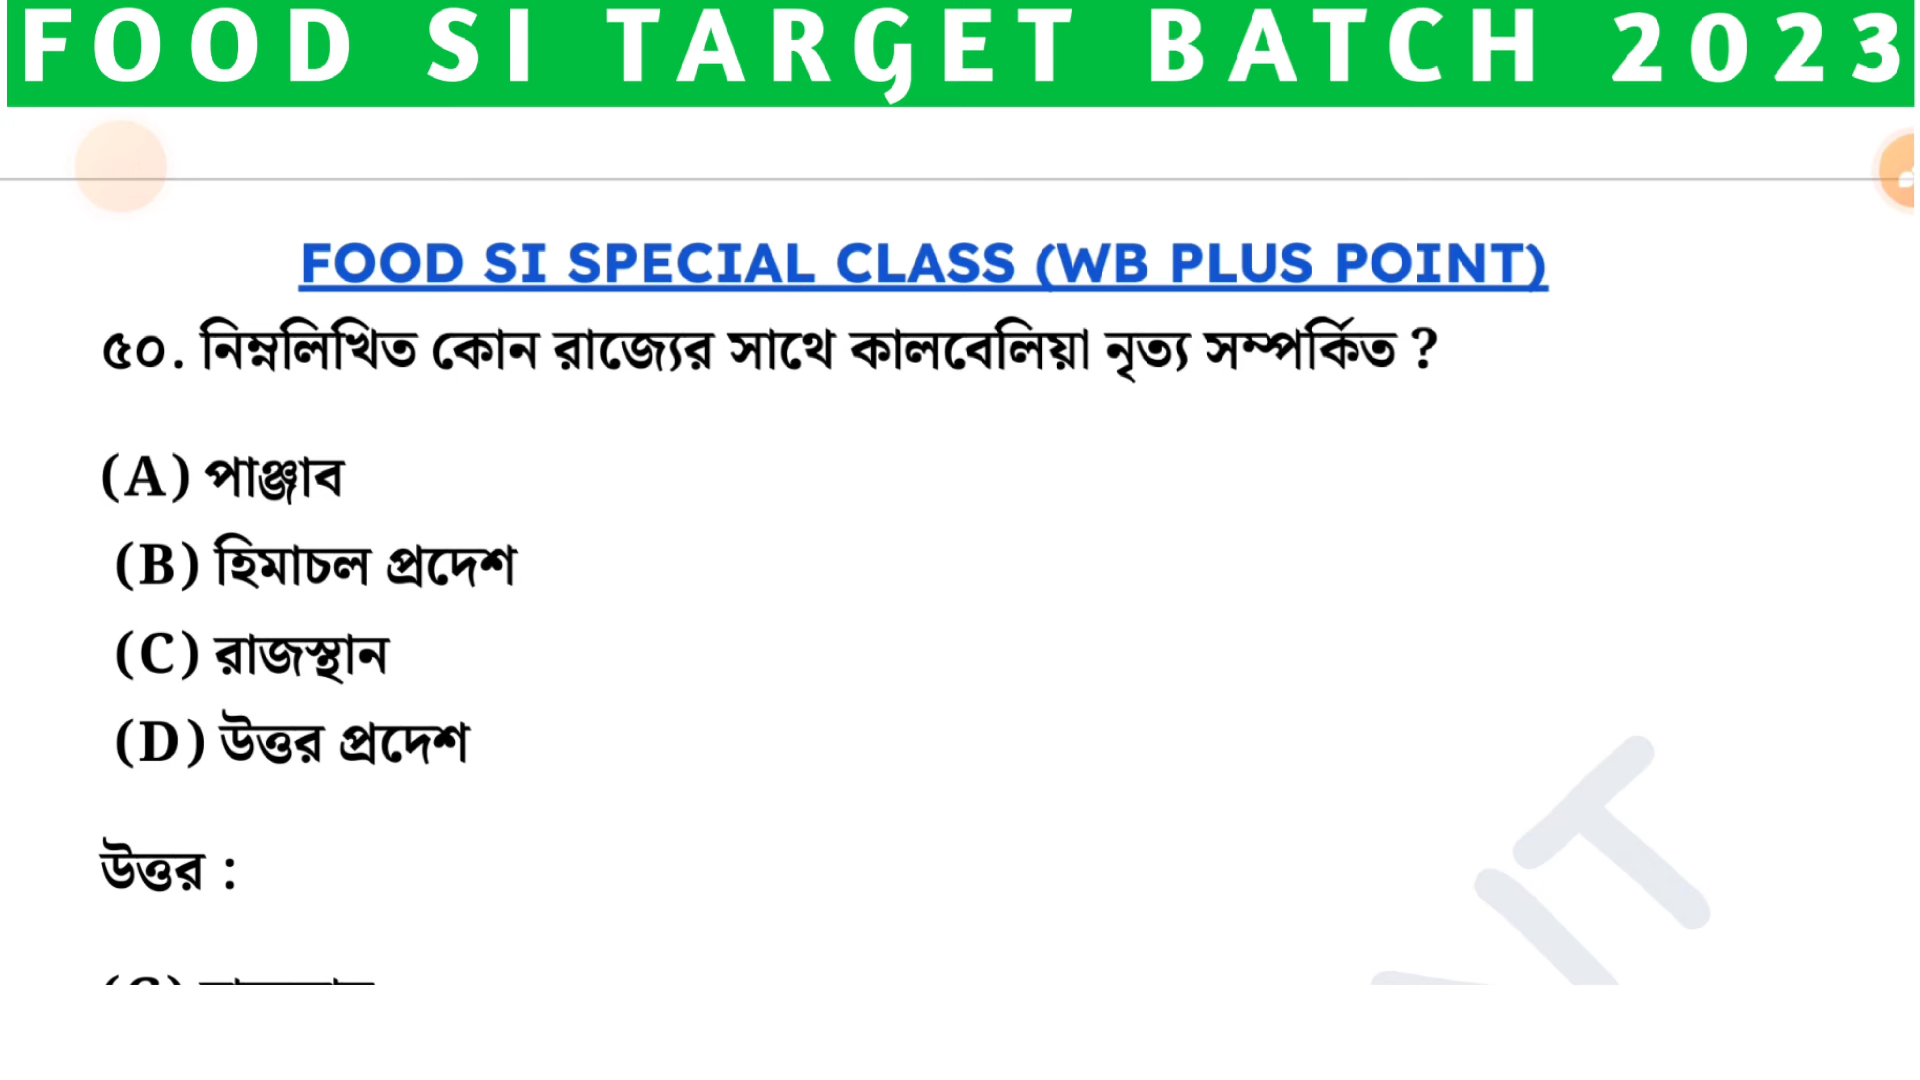 FOOD SI TARGET BATCH 2023
FOOD SI SPECIAL CLASS (WB PLUS POINT)
৫০. নিম্নলিখিত কোন রাজ্যের সাথে কালবেলিয়া নৃত্য সম্পর্কিত ?
(A) পাঞ্জাব
(B) হিমাচল প্রদেশ
(C) রাজস্থান
(D) উত্তর প্রদেশ
উত্তর :